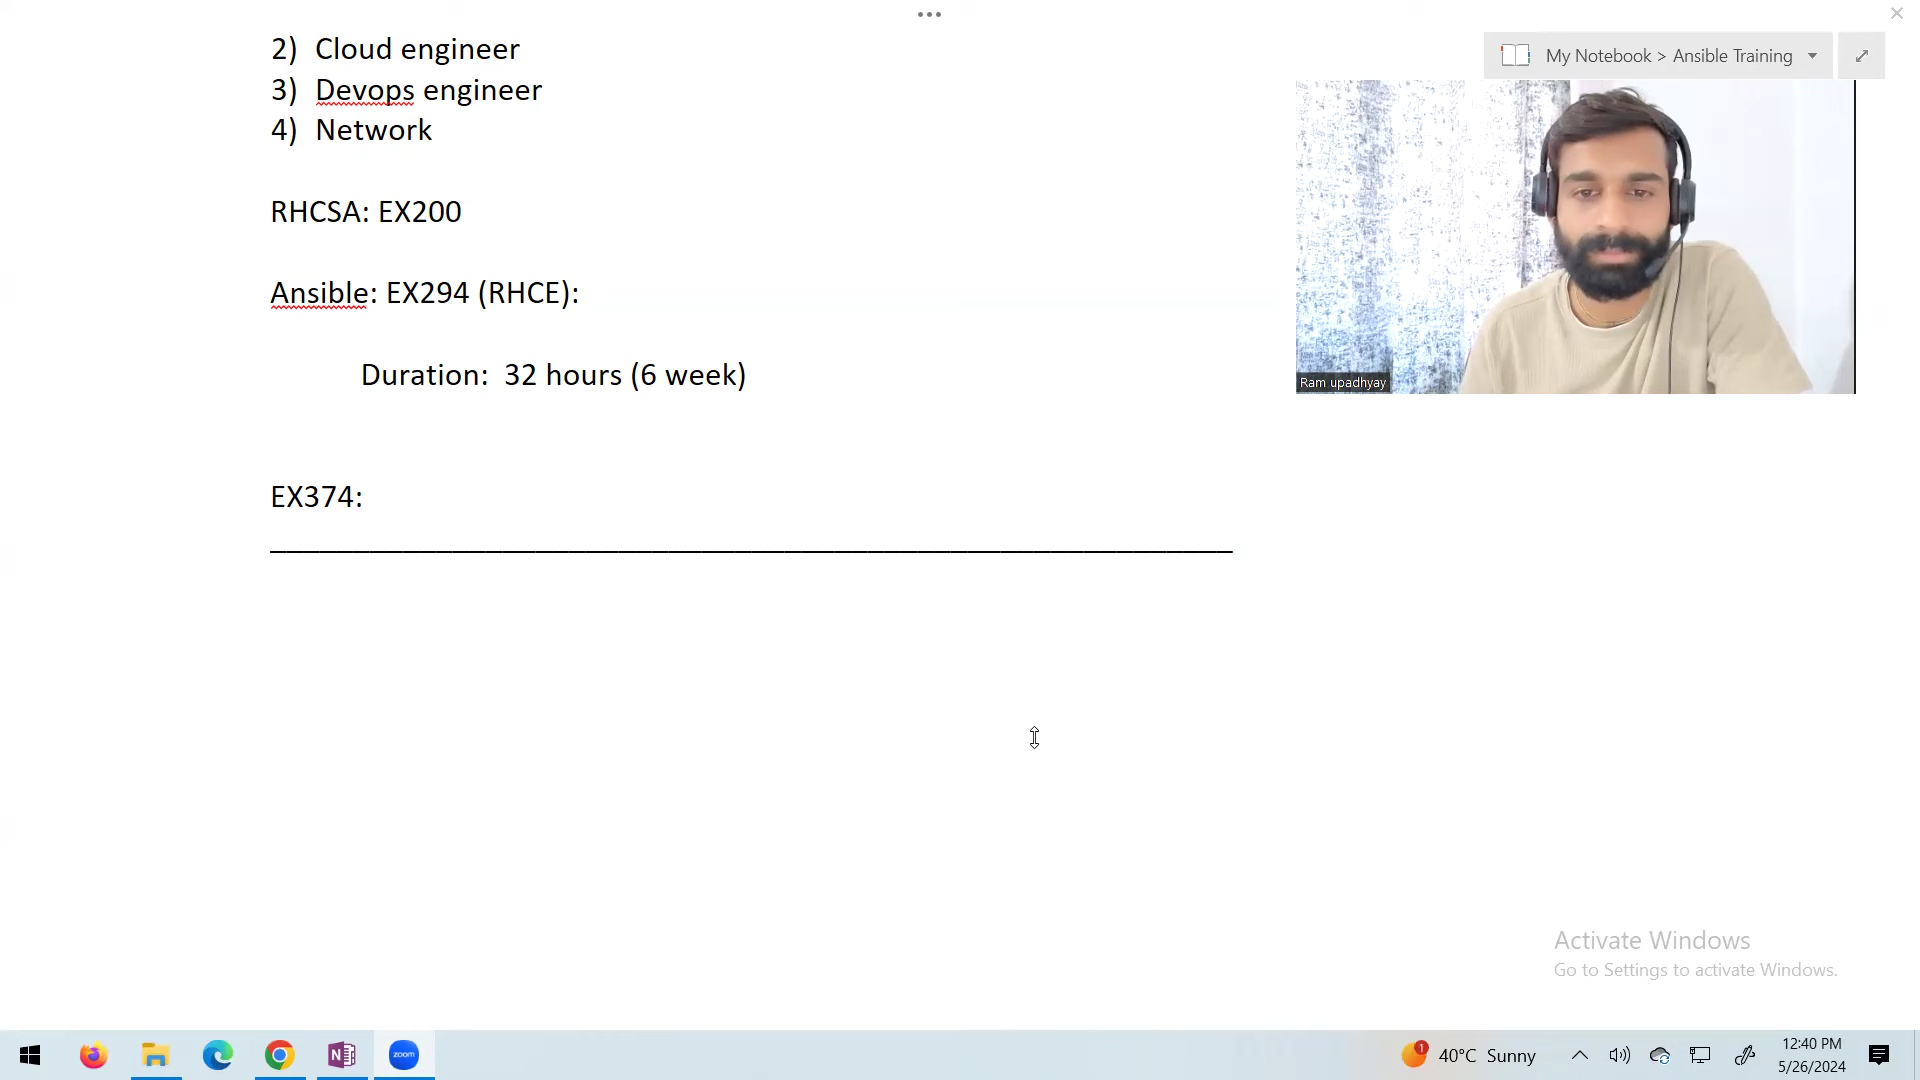 2) Cloud engineer
3) Devops engineer
4) Network
RHCSA: EX200
Ansible: EX294 (RHCE):
Duration: 32 hours (6 week)
EX374:
My Notebook > Ansible Training
Ram upadhyay
Activate Windows
Go to Settings to activate Windows.
zoom
1
40°C Sunny
12:40 PM
5/26/2024